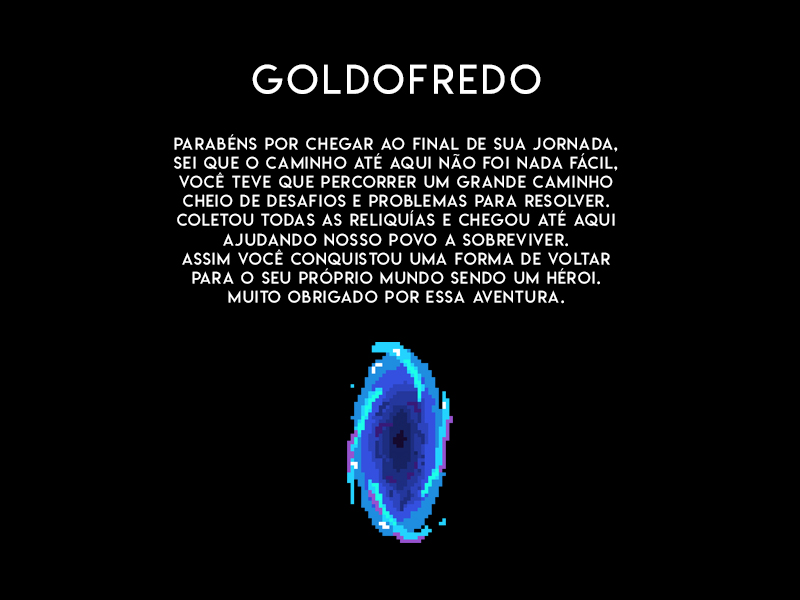 GOLDOFREDO
PARABÉNS POR CHEGAR AO FINAL DE SUA JORNADA,
SEI QUE O CAMINHO ATÉ AQUI NÃO FOI NADA FÁCIL,
VOCÊ TEVE QUE PERCORRER UM GRANDE CAMINHO
CHEIO DE DESAFIOS E PROBLEMAS PARA RESOLVER.
COLETOU TODAS AS RELIQUÍAS E CHEGOU ATÉ AQUI
AJUDANDO NOSSO POVO A SOBREVIVER.
ASSIM VOCÊ CONQUISTOU UMA FORMA DE VOLTAR
PARA O SEU PRÓPRIO MUNDO SENDO UM HÉROI.
MUITO OBRIGADO POR ESSA AVENTURA.